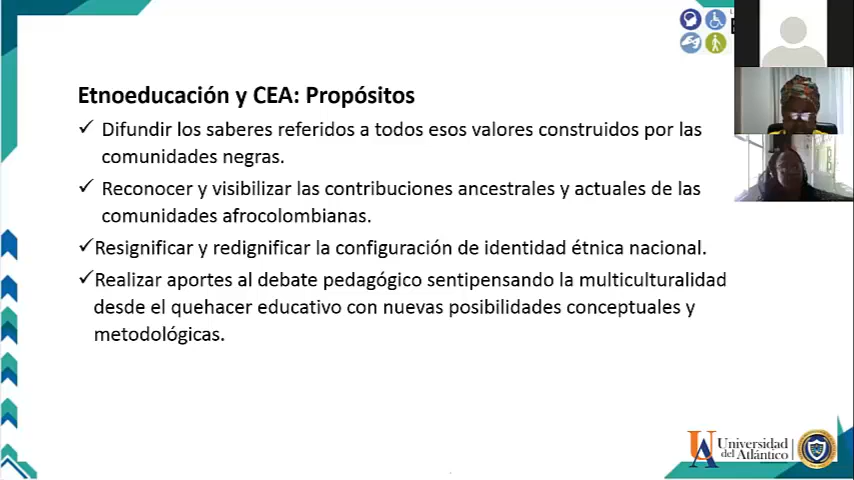 Etnoeducación y CEA: Propósitos
Difundir los saberes referidos a todos esos valores construidos por las
comunidades negras.
Reconocer y visibilizar las contribuciones ancestrales y actuales de las
comunidades afrocolombianas.
Resignificar y redignificar la configuración de identidad étnica nacional.
Realizar aportes al debate pedagógico sentipensando la multiculturalidad
desde el quehacer educativo con nuevas posibilidades conceptuales y
metodológicas.
Universidad
del Atlántico